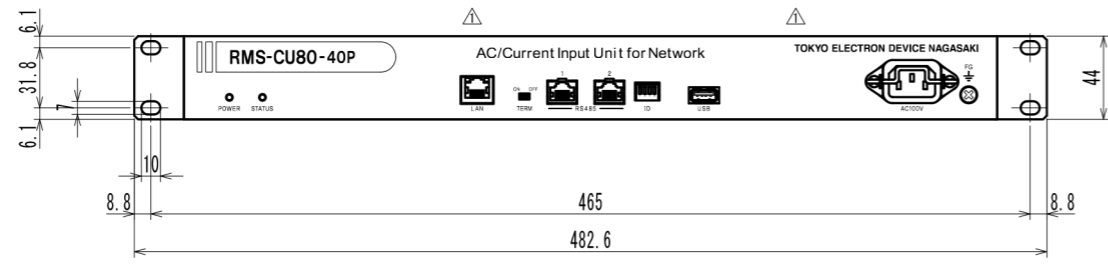 1 1
6.1
31.8
7
6.1
RMS-CU80-40P
AC/Current Input Unit for Network
TOKYO ELECTRON DEVICE NAGASAKI
POWER STATUS
LAN
ON OFF
TERM
1 2
RS485
ID
USB
AC100V
FG
44
10
8.8 465 8.8
482.6